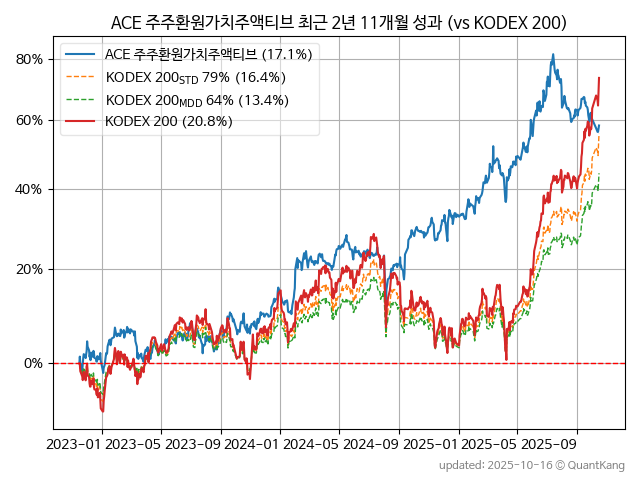 ACE 주주환원가치주액티브 최근 2년 11개월 성과 (vs KODEX 200)
ACE 주주환원가치주액티브 (17.1%)
KODEX 200STD 79% (16.4%)
KODEX 200MDD 64% (13.4%)
KODEX 200 (20.8%)
80%
60%
40%
20%
0%
2023-01 2023-05 2023-09 2024-01 2024-05 2024-09 2025-01 2025-05 2025-09
updated: 2025-10-16 © QuantKang